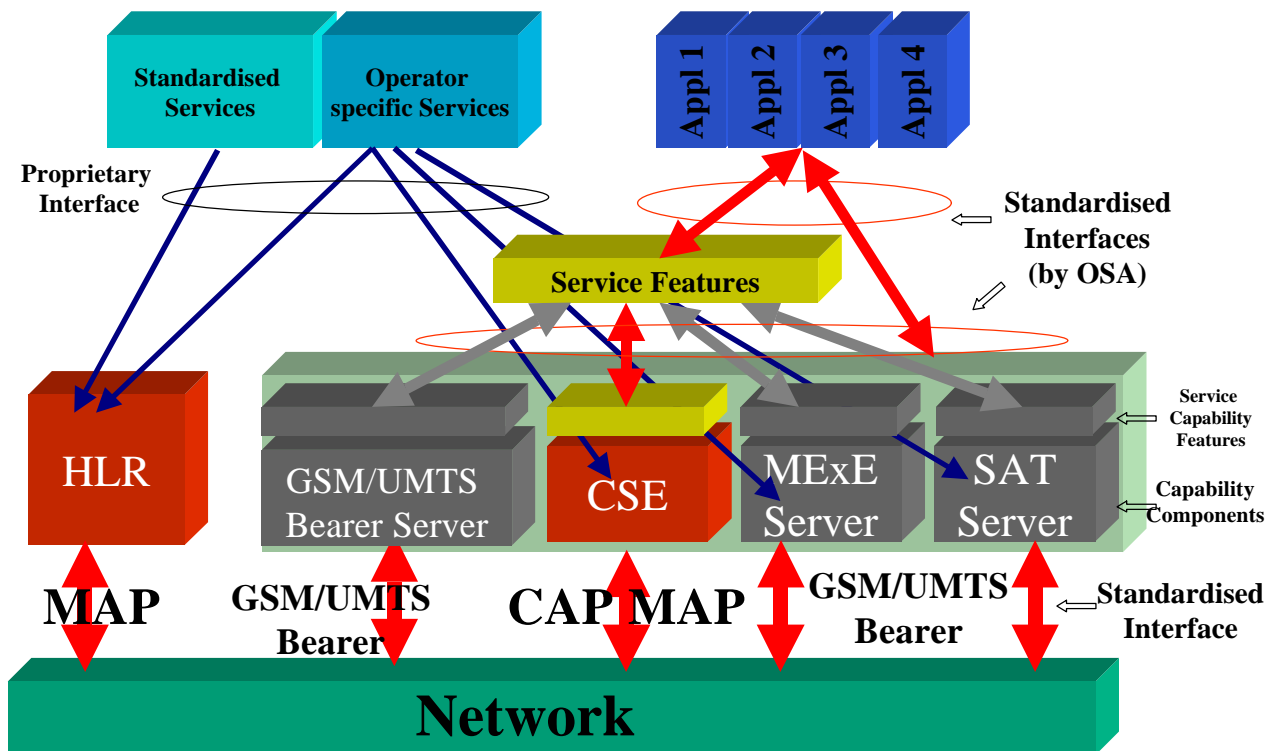 Standardised
Services
Operator
specific Services
Appl 1
Appl 2
Appl 3
Appl 4
Proprietary
Interface
Standardised
Interfaces
(by OSA)
Service Features
Service
Capability
Features
HLR
GSM/UMTS
Bearer Server
CSE
MExE
Server
SAT
Server
Capability
Components
MAP
GSM/UMTS
Bearer
CAP MAP
GSM/UMTS
Bearer
Standardised
Interface
Network